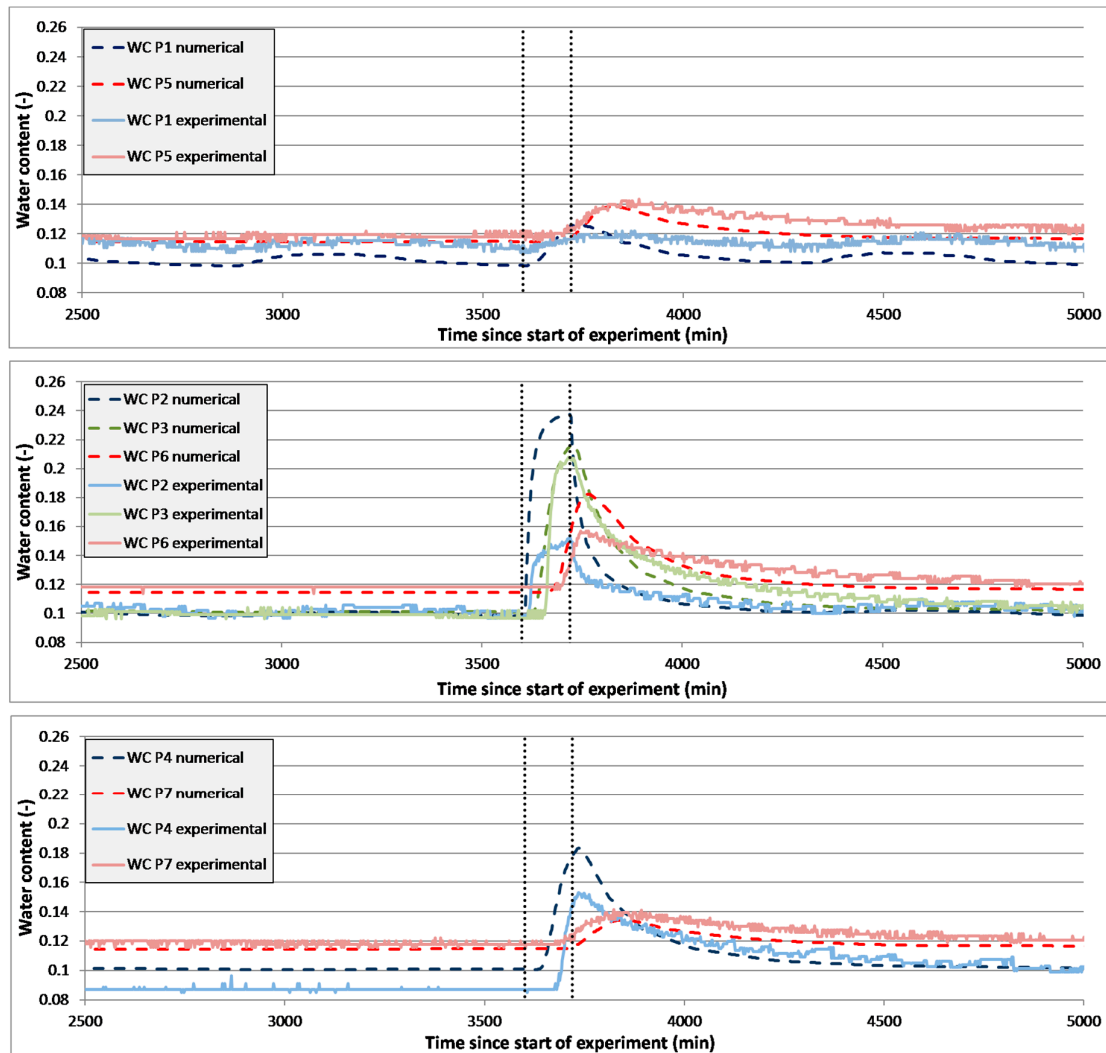 0.26
0.24
0.22
0.2
0.18
0.16
0.14
0.12
0.1
0.08
Water content (-)
WC P1 numerical
WC P5 numerical
WC P1 experimental
WC P5 experimental
2500 3000 3500 4000 4500 5000
Time since start of experiment (min)
0.26
0.24
0.22
0.20
0.18
0.16
0.14
0.12
0.1
0.08
Water content (-)
WC P2 numerical
WC P3 numerical
WC P6 numerical
WC P2 experimental
WC P3 experimental
WC P6 experimental
2500 3000 3500 4000 4500 5000
Time since start of experiment (min)
0.26
0.24
0.22
0.2
0.18
0.16
0.14
0.12
0.1
0.08
Water content (-)
WC P4 numerical
WC P7 numerical
WC P4 experimental
WC P7 experimental
2500 3000 3500 4000 4500 5000
Time since start of experiment (min)